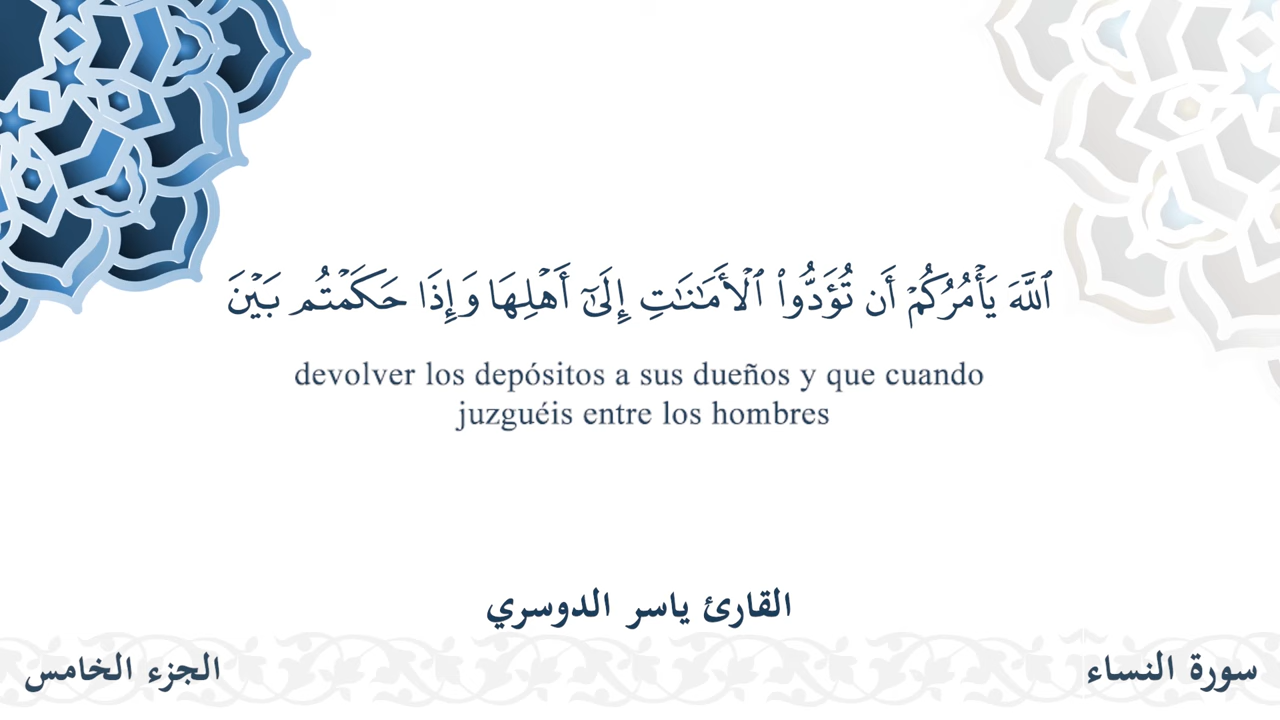 ٱللَّهَ يَأۡمُرُكُمۡ أَن تُؤَدُّواْ ٱلۡأَمَٰنَٰتِ إِلَىٰٓ أَهۡلِهَا وَإِذَا حَكَمۡتُم بَيۡنَ
devolver los depósitos a sus dueños y que cuando
juzguéis entre los hombres
القارئ ياسر الدوسري
سورة النساء
الجزء الخامس